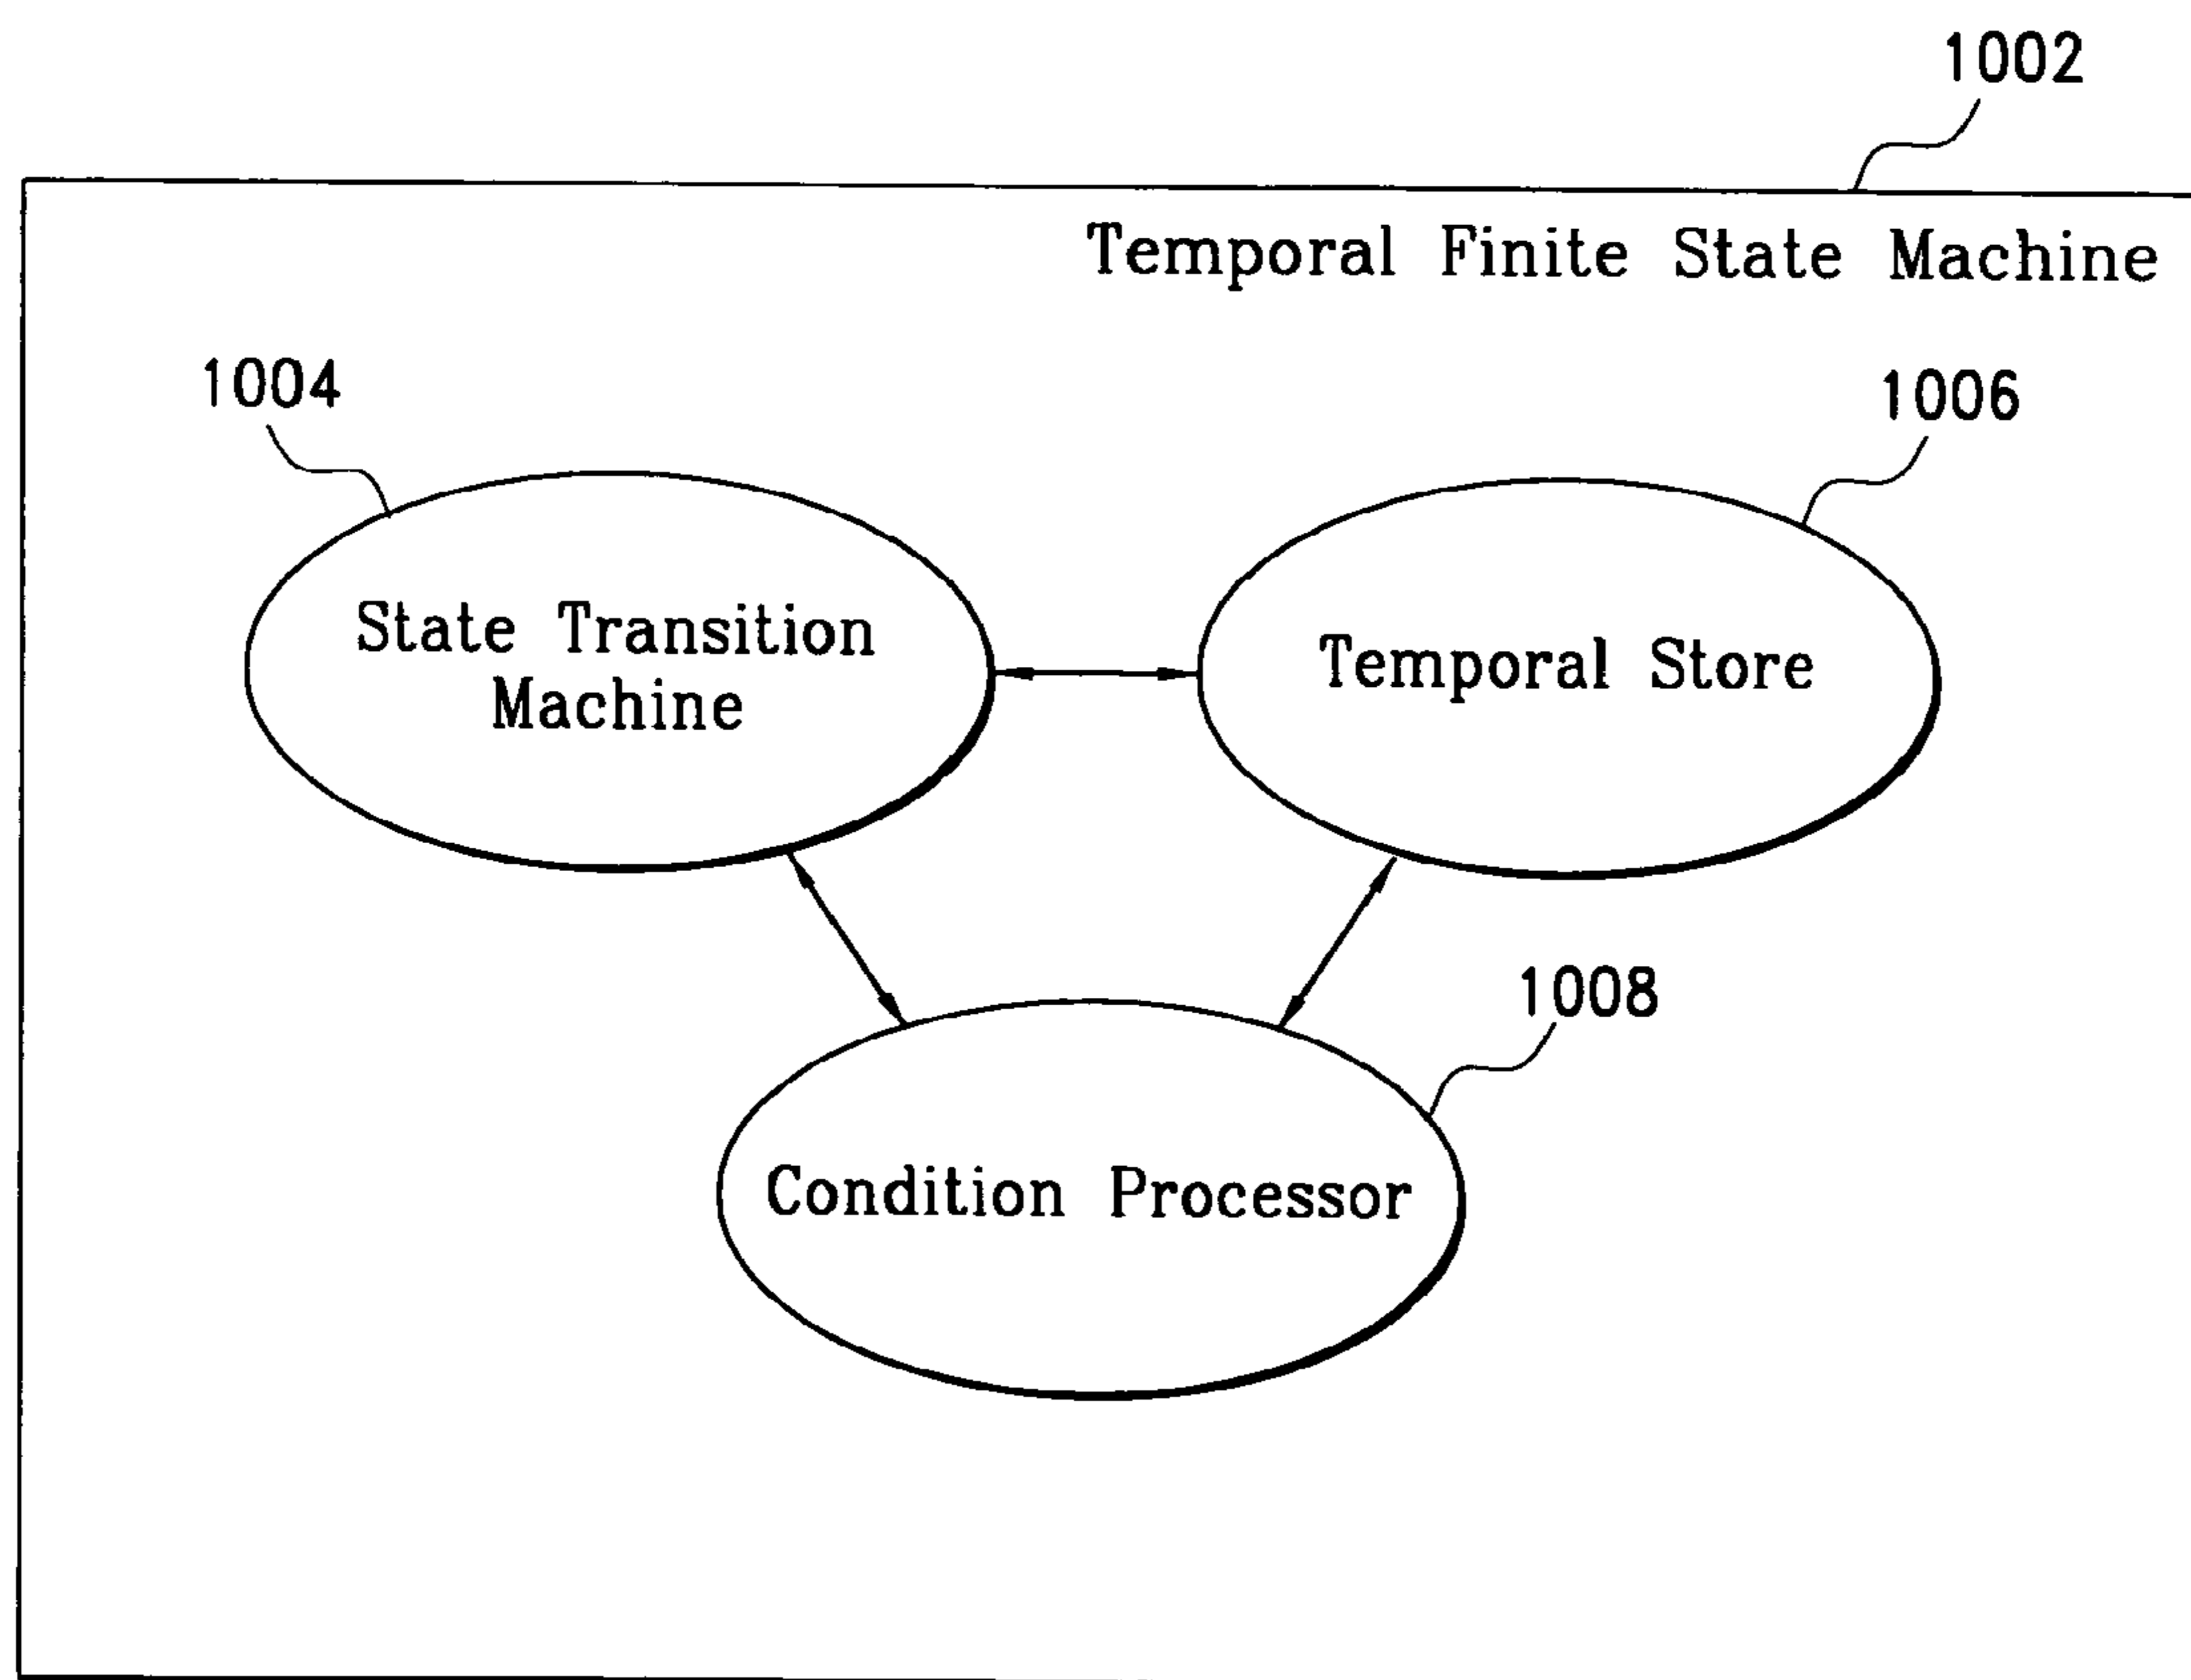 1002
Temporal Finite State Machine
1004
1006
State Transition
Machine
Temporal Store
1008
Condition Processor